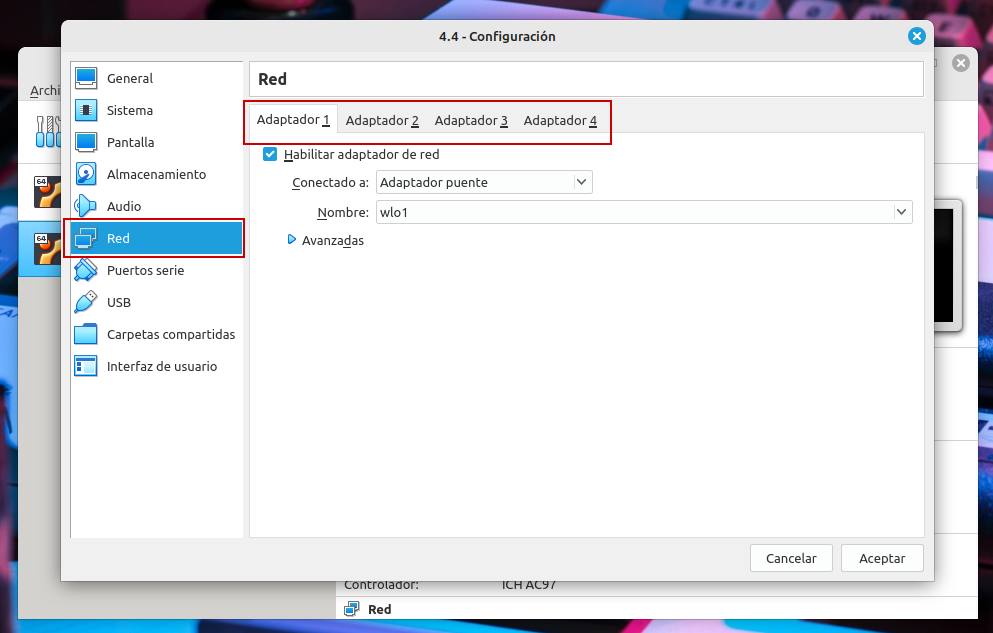 4.4 - Configuración
Archi
General
Sistema
Pantalla
Almacenamiento
Audio
Red
Puertos serie
USB
Carpetas compartidas
Interfaz de usuario
Red
Adaptador 1
Adaptador 2
Adaptador 3
Adaptador 4
Habilitar adaptador de red
Conectado a: Adaptador puente
Nombre: wlo1
Avanzadas
Cancelar
Aceptar
64
64
Controlador: ICH AC97
Red